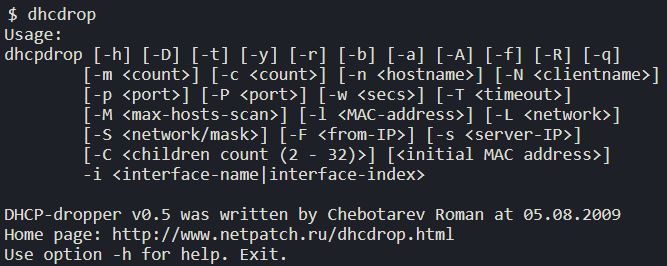 $ dhcdrop
Usage:
dhcpdrop [-h] [-D] [-t] [-y] [-r] [-b] [-a] [-A] [-f] [-R] [-q]
[-m <count>] [-c <count>] [-n <hostname>] [-N <clientname>]
[-p <port>] [-P <port>] [-w <secs>] [-T <timeout>]
[-M <max-hosts-scan>] [-l <MAC-address>] [-L <network>]
[-S <network/mask>] [-F <from-IP>] [-s <server-IP>]
[-C <children count (2 - 32)>] [<initial MAC address>]
-i <interface-name|interface-index>
DHCP-dropper v0.5 was written by Chebotarev Roman at 05.08.2009
Home page: http://www.netpatch.ru/dhcdrop.html
Use option -h for help. Exit.